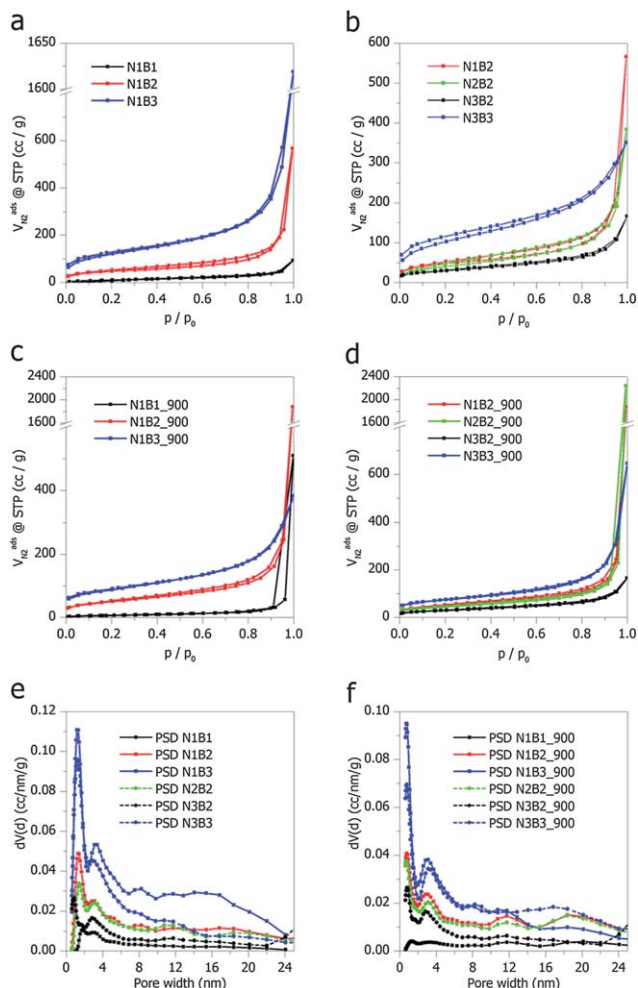 a
1650
1600
600
400
200
0
N1B1
N1B2
N1B3
V N2 ads @ STP (cc / g)
0.0 0.2 0.4 0.6 0.8 1.0
p / p0
b
600
500
400
300
200
100
0
N1B2
N2B2
N3B2
N3B3
V N2 ads @ STP (cc / g)
0.0 0.2 0.4 0.6 0.8 1.0
p / p0
c
2400
2000
1600
400
200
0
N1B1_900
N1B2_900
N1B3_900
V N2 ads @ STP (cc / g)
0.0 0.2 0.4 0.6 0.8 1.0
p / p0
d
2400
2000
1600
600
400
200
0
N1B2_900
N2B2_900
N3B2_900
N3B3_900
V N2 ads @ STP (cc / g)
0.0 0.2 0.4 0.6 0.8 1.0
p / p0
e
0.12
0.10
0.08
0.06
0.04
0.02
0.00
PSD N1B1
PSD N1B2
PSD N1B3
PSD N2B2
PSD N3B2
PSD N3B3
dV(d) (cc/nm/g)
0 4 8 12 16 20 24
Pore width (nm)
f
0.10
0.08
0.06
0.04
0.02
0.00
PSD N1B1_900
PSD N1B2_900
PSD N1B3_900
PSD N2B2_900
PSD N3B2_900
PSD N3B3_900
dV(d) (cc/nm/g)
0 4 8 12 16 20 24
Pore width (nm)